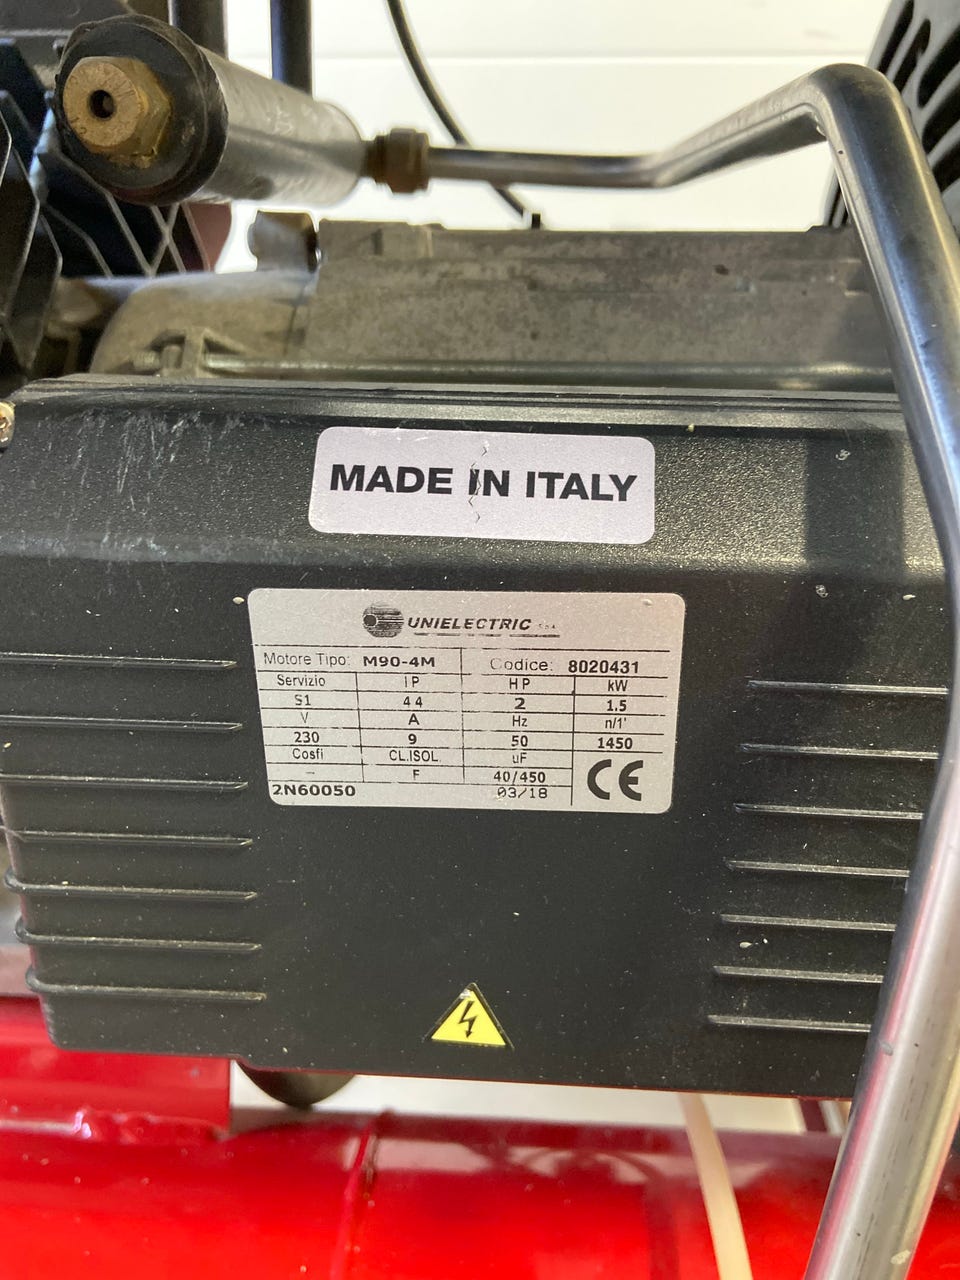 MADE IN ITALY
UNIELECTRIC S.p.A.
Motore Tipo: M90-4M Codice: 8020431
Servizio IP HP kW
S1 44 2 1.5
V A Hz n/1'
230 9 50 1450
Cosfi CL.ISOL. uF
- F 40/450
2N60050 03/18 CE